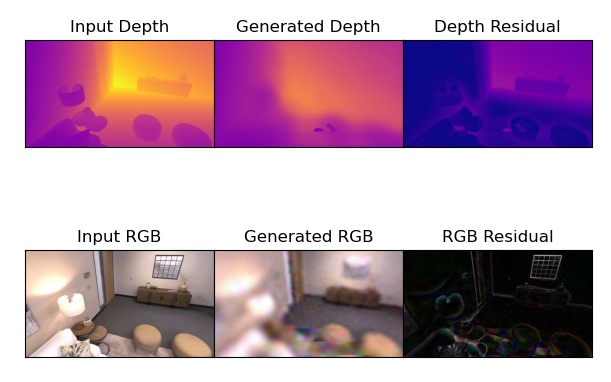 Input Depth
Generated Depth
Depth Residual
Input RGB
Generated RGB
RGB Residual